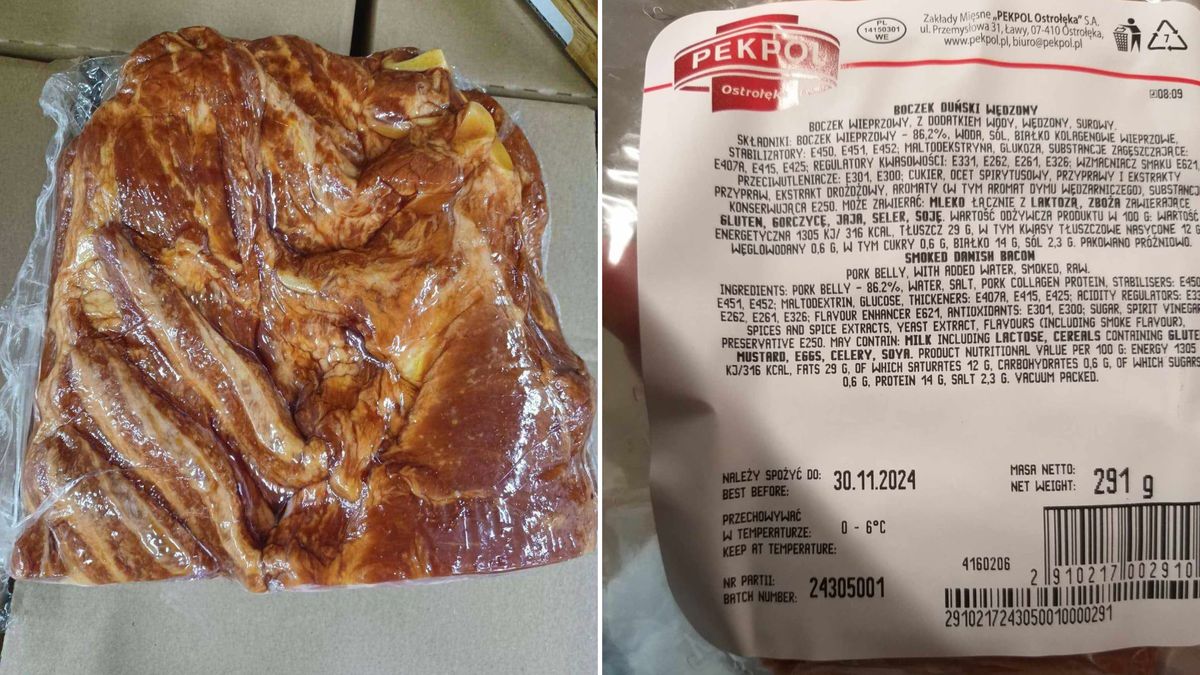 PEKPOL
Ostrołęka
PL
14150301
WE
Zakłady Mięsne „PEKPOL Ostrołęka” S.A.
ul. Przemysłowa 31, Ławy, 07-410 Ostrołęka,
www.pekpol.pl, biuro@pekpol.pl
7
08:09
BOCZEK DUŃSKI WĘDZONY
BOCZEK WIEPRZOWY, Z DODATKIEM WODY, WĘDZONY, SUROWY.
SKŁADNIKI: BOCZEK WIEPRZOWY - 86,2%, WODA, SÓL, BIAŁKO KOLAGENOWE WIEPRZOWE,
STABILIZATORY: E450, E451, E452, MALTODEKSTRYNA, GLUKOZA, SUBSTANCJE ZAGĘSZCZAJĄCE:
E407A, E415, E425; REGULATORY KWASOWOŚCI: E331, E262, E261, E326; WZMACNIACZ SMAKU E621,
PRZECIWUTLENIACZE: E301, E300; CUKIER, OCET SPIRYTUSOWY, PRZYPRAWY I EKSTRAKTY
PRZYPRAW, EKSTRAKT DROŻDŻOWY, AROMATY (W TYM AROMAT DYMU WĘDZARNICZEGO), SUBSTANC
KONSERWUJĄCA E250. MOŻE ZAWIERAĆ: MLEKO ŁĄCZNIE Z LAKTOZĄ, ZBOŻA ZAWIERAJĄCE
GLUTEN, GORCZYCĘ, JAJA, SELER, SOJĘ. WARTOŚĆ ODŻYWCZA PRODUKTU W 100 G: WARTOŚĆ
ENERGETYCZNA 1305 KJ/ 316 KCAL, TŁUSZCZ 29 G, W TYM KWASY TŁUSZCZOWE NASYCONE 12 G
WĘGLOWODANY 0,6 G, W TYM CUKRY 0,6 G, BIAŁKO 14 G, SÓL 2,3 G. PAKOWANO PRÓŻNIOWO.
SMOKED DANISH BACON
PORK BELLY, WITH ADDED WATER, SMOKED, RAW.
INGREDIENTS: PORK BELLY - 86.2%, WATER, SALT, PORK COLLAGEN PROTEIN, STABILISERS: E450
E451, E452; MALTODEXTRIN, GLUCOSE, THICKENERS: E407A, E415, E425; ACIDITY REGULATORS: E3
E262, E261, E326; FLAVOUR ENHANCER E621, ANTIOXIDANTS: E301, E300; SUGAR, SPIRIT VINEGAR
SPICES AND SPICE EXTRACTS, YEAST EXTRACT, FLAVOURS (INCLUDING SMOKE FLAVOUR),
PRESERVATIVE E250. MAY CONTAIN: MILK INCLUDING LACTOSE, CEREALS CONTAINING GLUTE
MUSTARD, EGGS, CELERY, SOYA. PRODUCT NUTRITIONAL VALUE PER 100 G: ENERGY 1305
KJ/316 KCAL, FATS 29 G, OF WHICH SATURATES 12 G, CARBOHYDRATES 0,6 G, OF WHICH SUGARS
0,6 G, PROTEIN 14 G, SALT 2,3 G. VACUUM PACKED.
NALEŻY SPOŻYĆ DO: 30.11.2024
BEST BEFORE:
MASA NETTO: 291 g
NET WEIGHT:
PRZECHOWYWAĆ
W TEMPERATURZE: 0 - 6°C
KEEP AT TEMPERATURE:
NR PARTII: 24305001
BATCH NUMBER:
4160206
2 910217 002910
2910217243050010000291